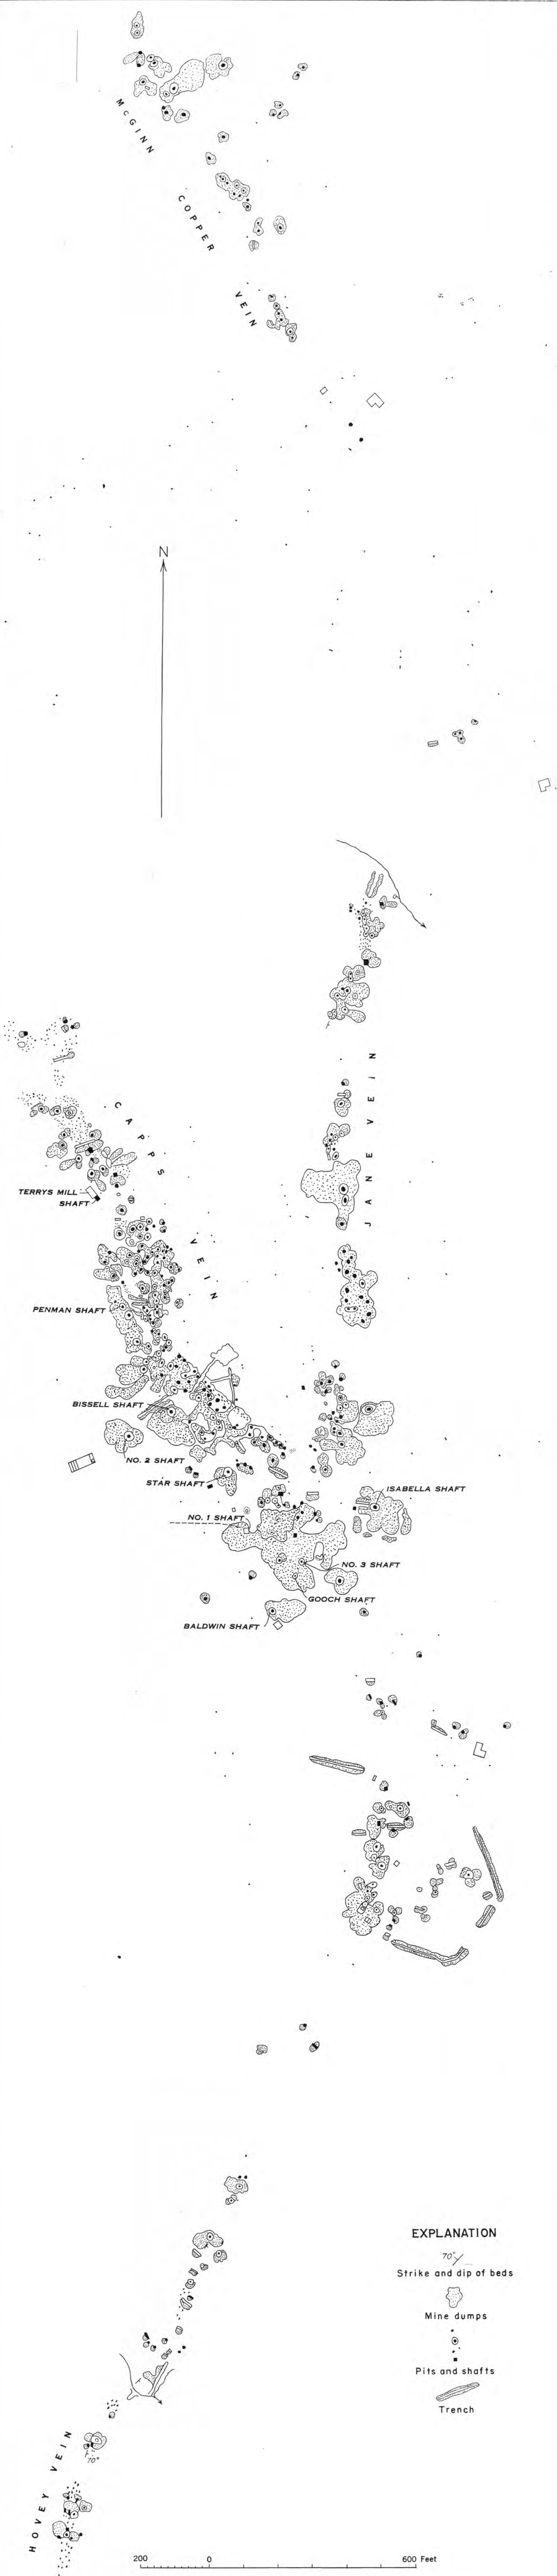 McGINN
COPPER
VEIN
N
JANE VEIN
CAPPS
VEIN
TERRYS MILL
SHAFT
PENMAN SHAFT
BISSELL SHAFT
NO. 2 SHAFT
STAR SHAFT
ISABELLA SHAFT
NO. 1 SHAFT
NO. 3 SHAFT
GOOCH SHAFT
BALDWIN SHAFT
EXPLANATION
70°
Strike and dip of beds
Mine dumps
Pits and shafts
Trench
HOVEY VEIN
70°
200 0 600 Feet